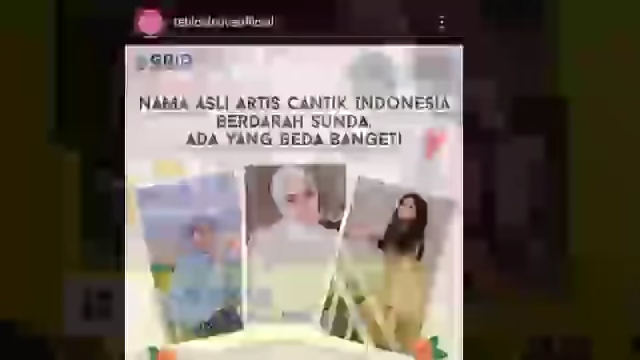 GRID
NAMA ASLI ARTIS CANTIK INDONESIA
BERDARAH SUNDA,
ADA YANG BEDA BANGET!